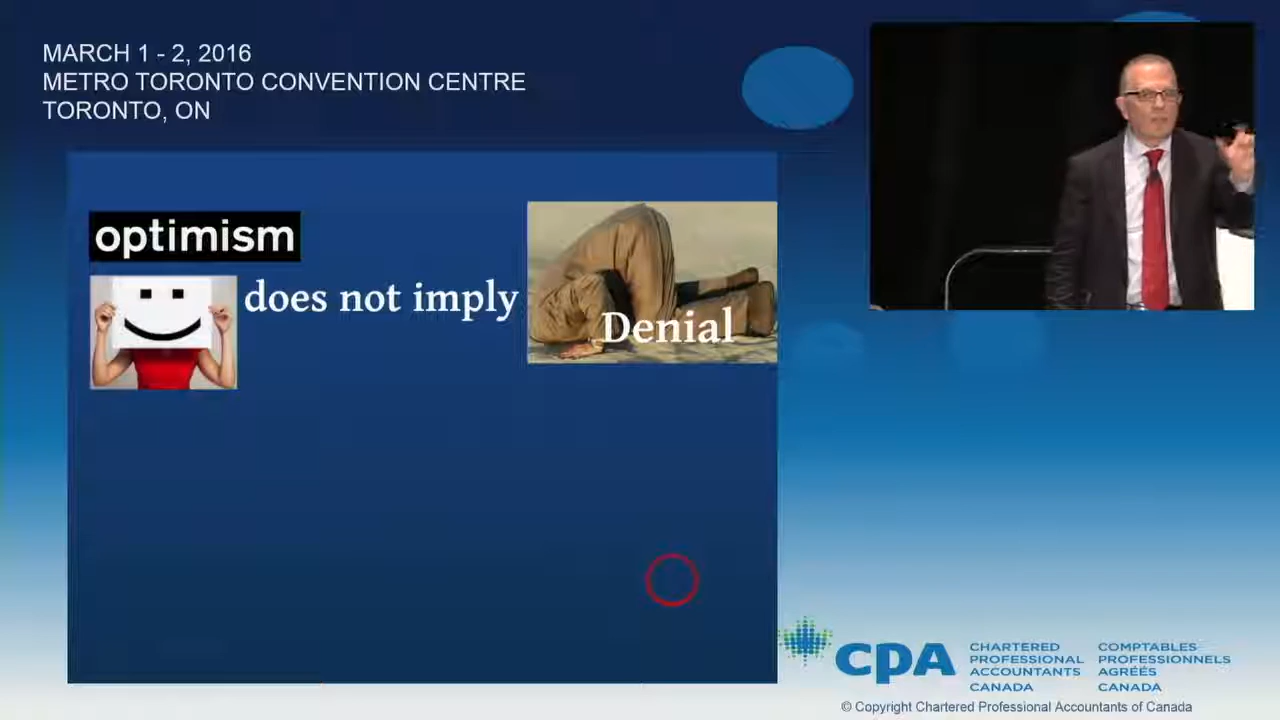 MARCH 1 - 2, 2016
METRO TORONTO CONVENTION CENTRE
TORONTO, ON
optimism
does not imply
Denial
CPA
CHARTERED
PROFESSIONAL
ACCOUNTANTS
CANADA
COMPTABLES
PROFESSIONNELS
AGRÉÉS
CANADA
© Copyright Chartered Professional Accountants of Canada